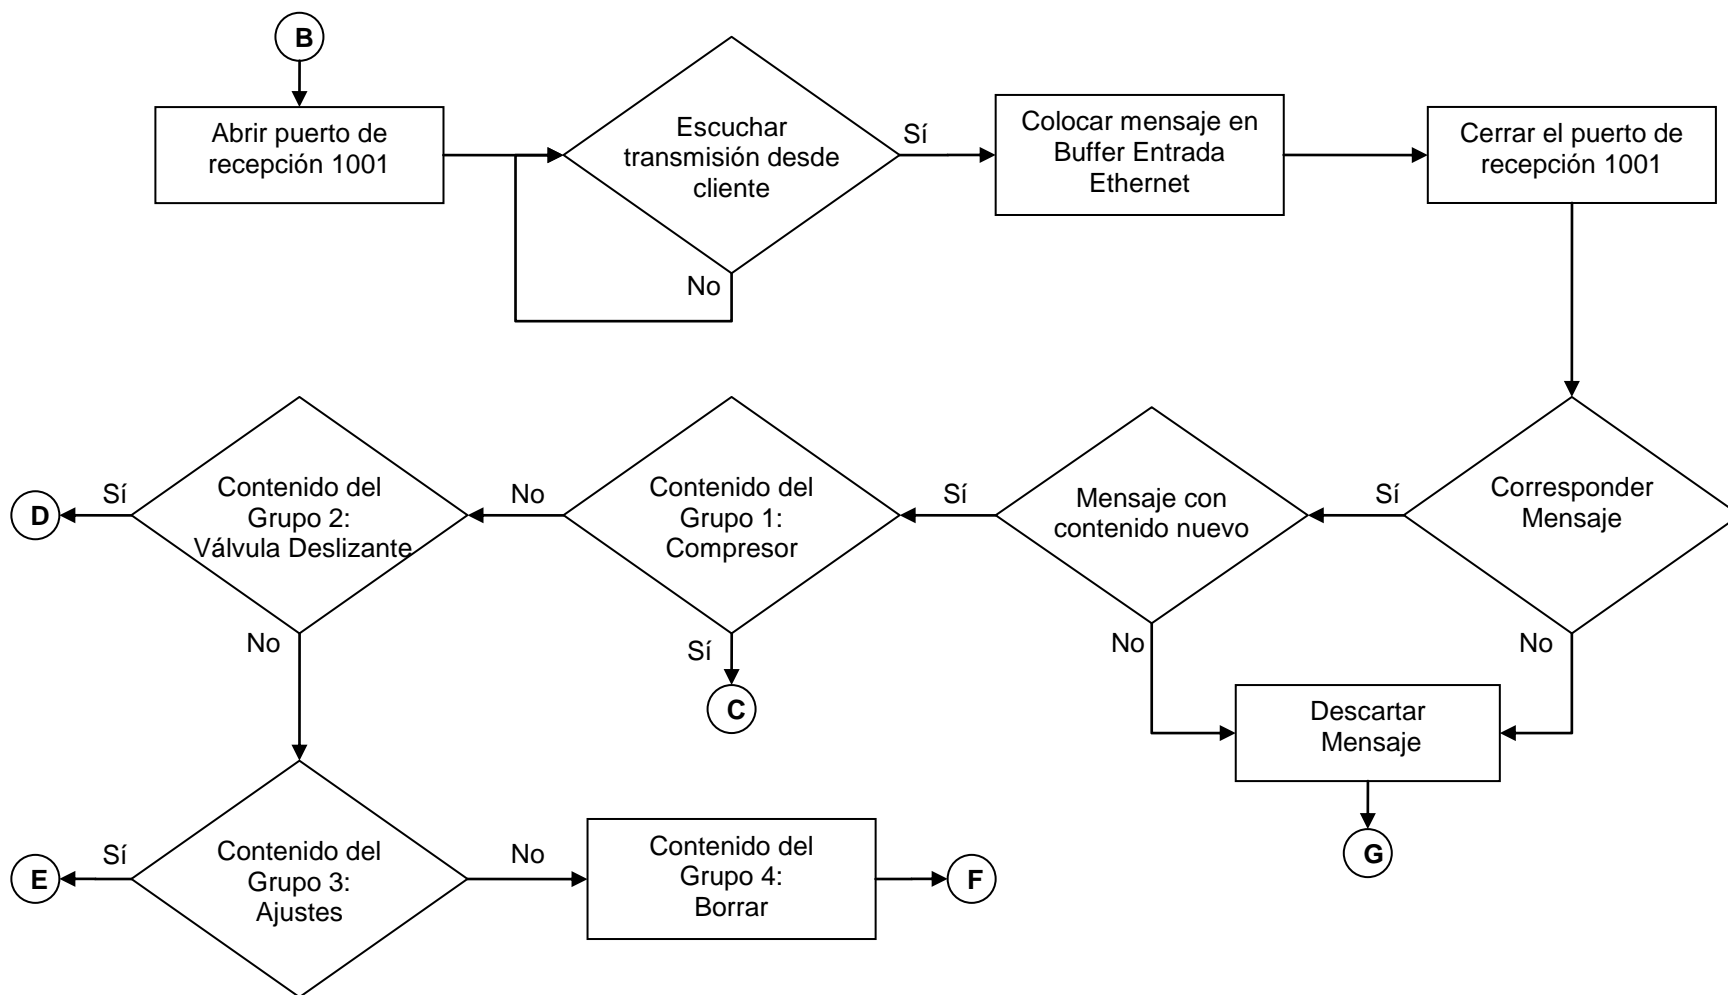 B
Abrir puerto de
recepción 1001
Escuchar
transmisión desde
cliente
Sí
No
Colocar mensaje en
Buffer Entrada
Ethernet
Cerrar el puerto de
recepción 1001
Corresponder
Mensaje
Sí
No
Mensaje con
contenido nuevo
Sí
No
Descartar
Mensaje
G
Contenido del
Grupo 1:
Compresor
No
Sí
C
Contenido del
Grupo 2:
Válvula Deslizante
Sí
D
No
Contenido del
Grupo 3:
Ajustes
Sí
E
No
Contenido del
Grupo 4:
Borrar
F